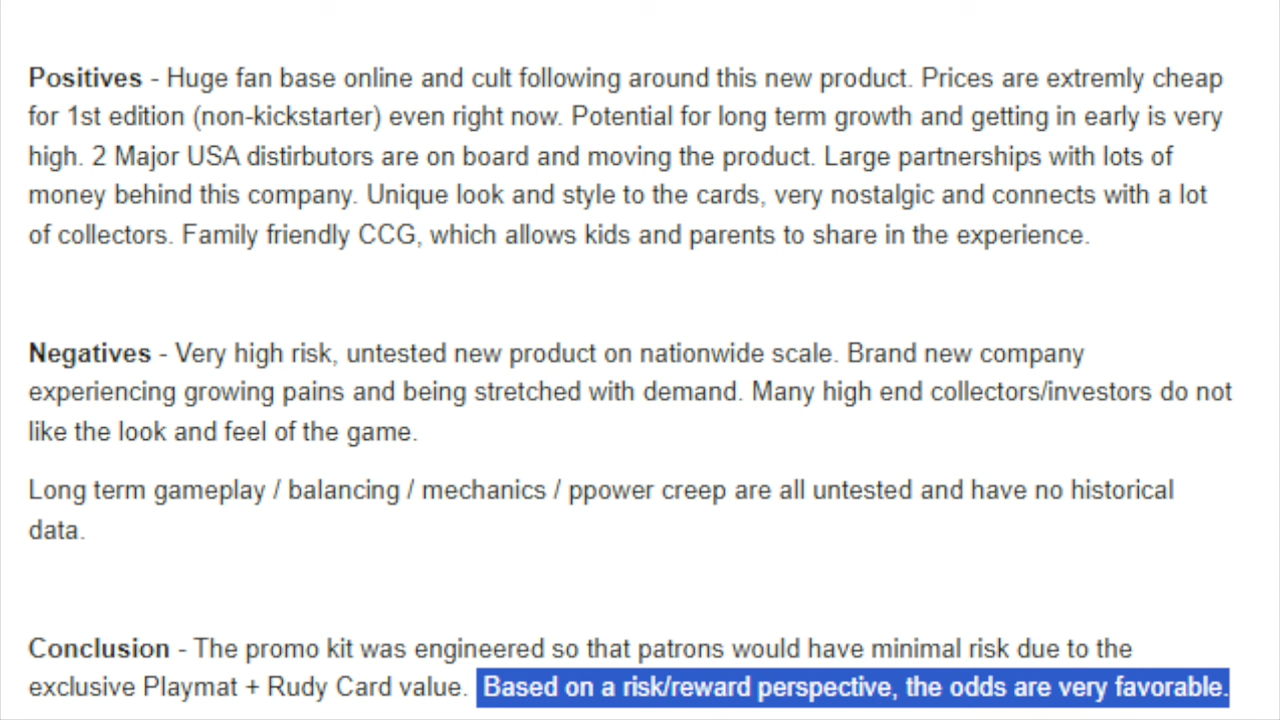 Positives - Huge fan base online and cult following around this new product. Prices are extremly cheap
for 1st edition (non-kickstarter) even right now. Potential for long term growth and getting in early is very
high. 2 Major USA distirbutors are on board and moving the product. Large partnerships with lots of
money behind this company. Unique look and style to the cards, very nostalgic and connects with a lot
of collectors. Family friendly CCG, which allows kids and parents to share in the experience.
Negatives - Very high risk, untested new product on nationwide scale. Brand new company
experiencing growing pains and being stretched with demand. Many high end collectors/investors do not
like the look and feel of the game.
Long term gameplay / balancing / mechanics / ppower creep are all untested and have no historical
data.
Conclusion - The promo kit was engineered so that patrons would have minimal risk due to the
exclusive Playmat + Rudy Card value. Based on a risk/reward perspective, the odds are very favorable.